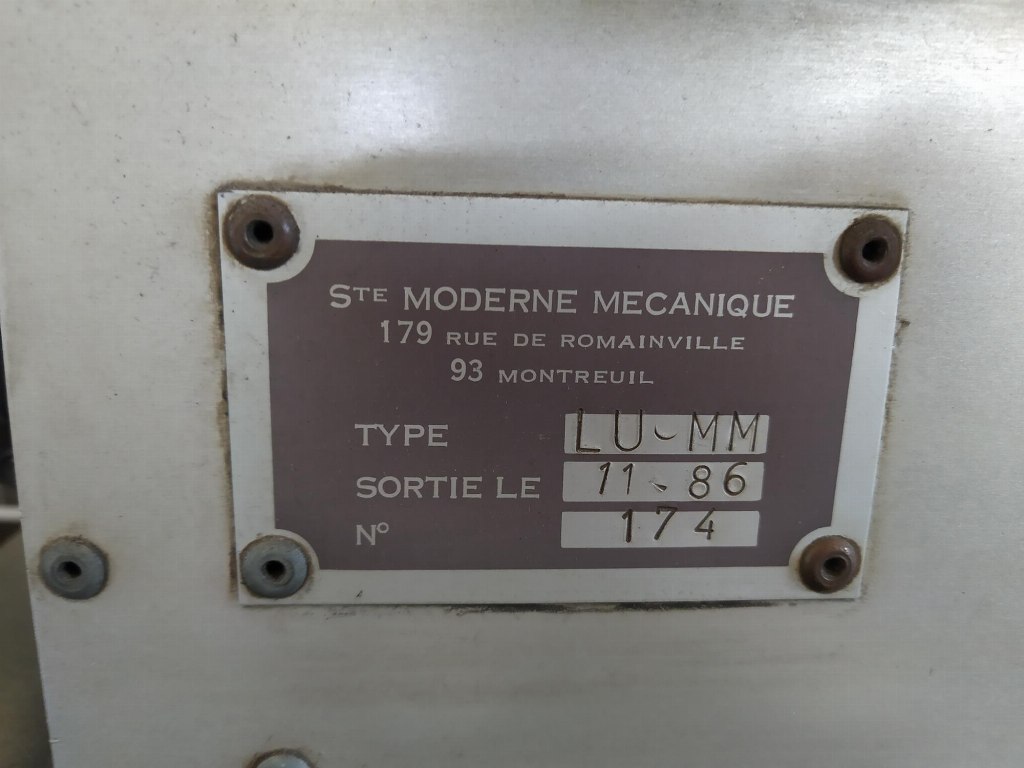 STE MODERNE MECANIQUE
179 RUE DE ROMAINVILLE
93 MONTREUIL
TYPE LU-MM
SORTIE LE 11-86
N° 174